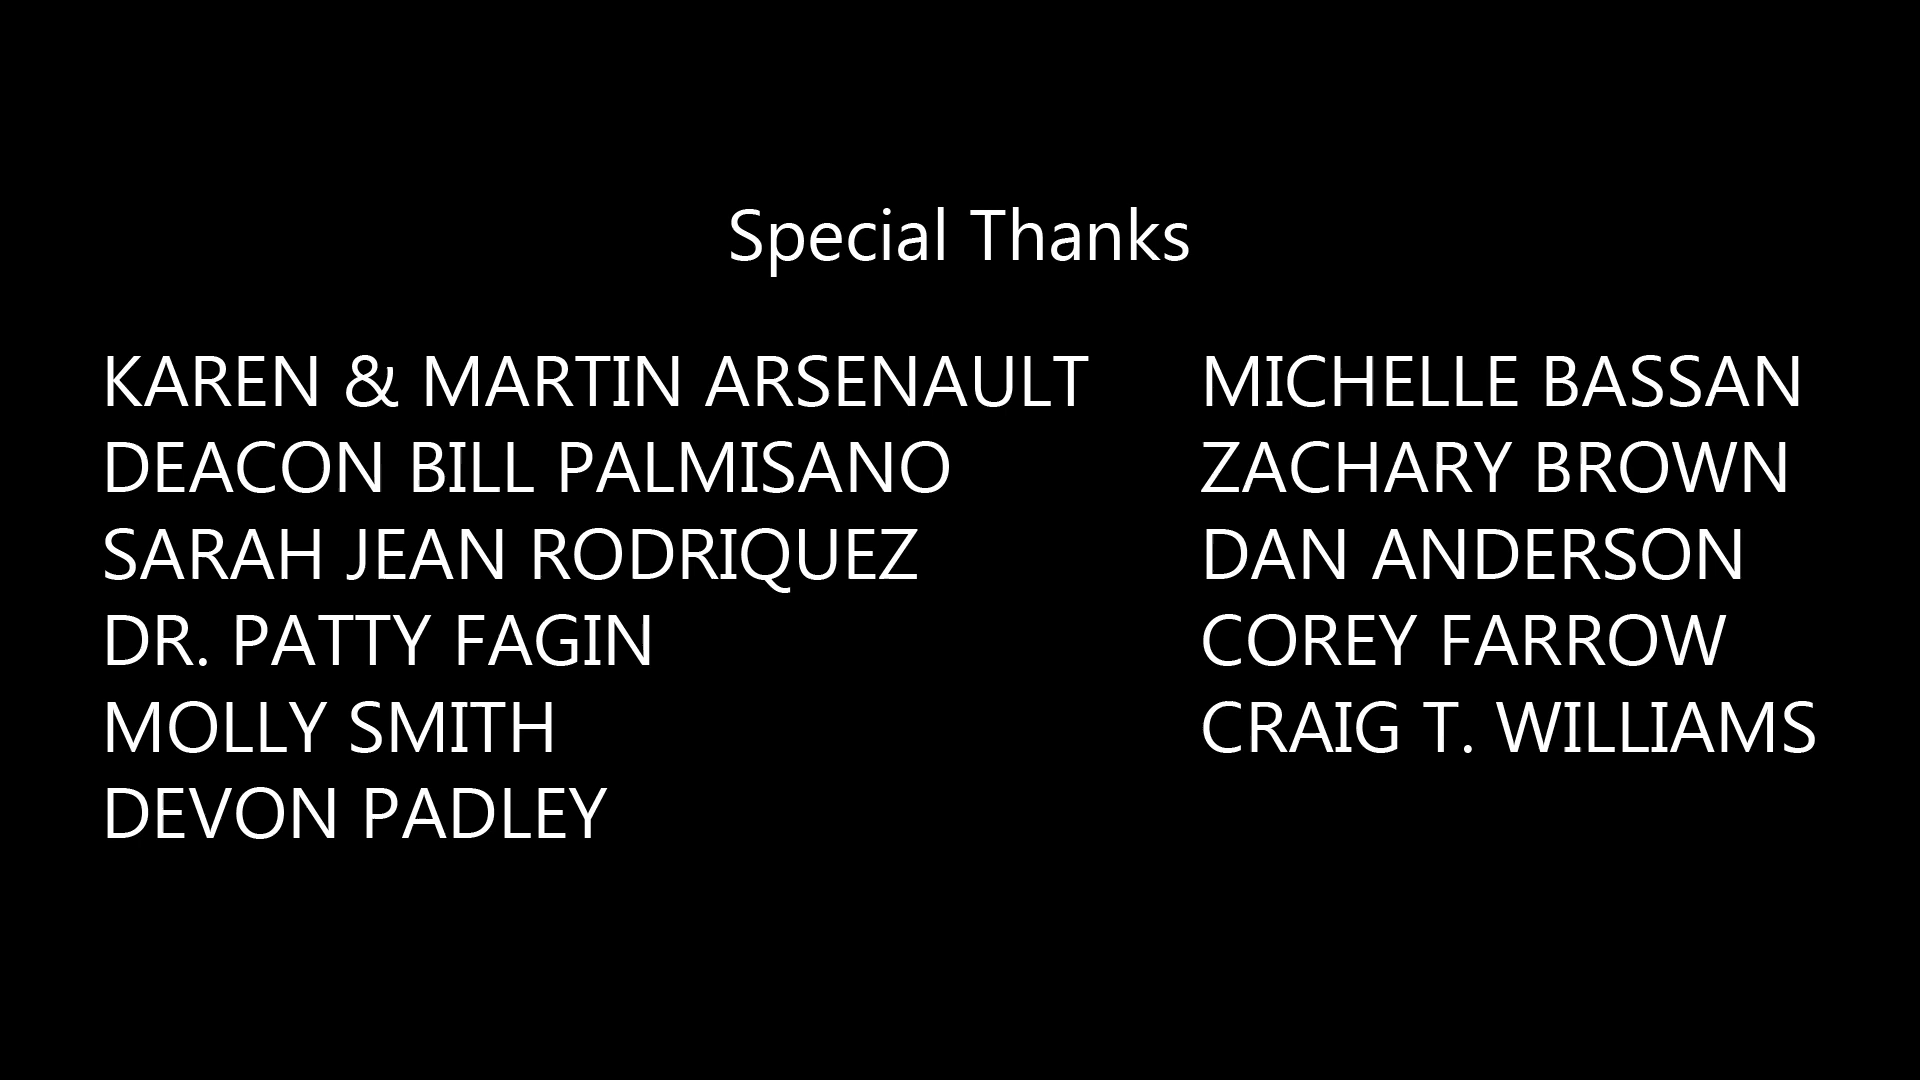 Special Thanks
KAREN & MARTIN ARSENAULT
DEACON BILL PALMISANO
SARAH JEAN RODRIQUEZ
DR. PATTY FAGIN
MOLLY SMITH
DEVON PADLEY
MICHELLE BASSAN
ZACHARY BROWN
DAN ANDERSON
COREY FARROW
CRAIG T. WILLIAMS